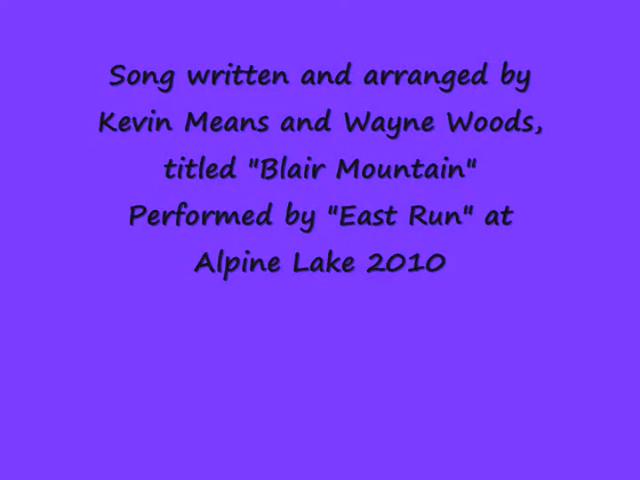 Song written and arranged by
Kevin Means and Wayne Woods,
titled "Blair Mountain"
Performed by "East Run" at
Alpine Lake 2010